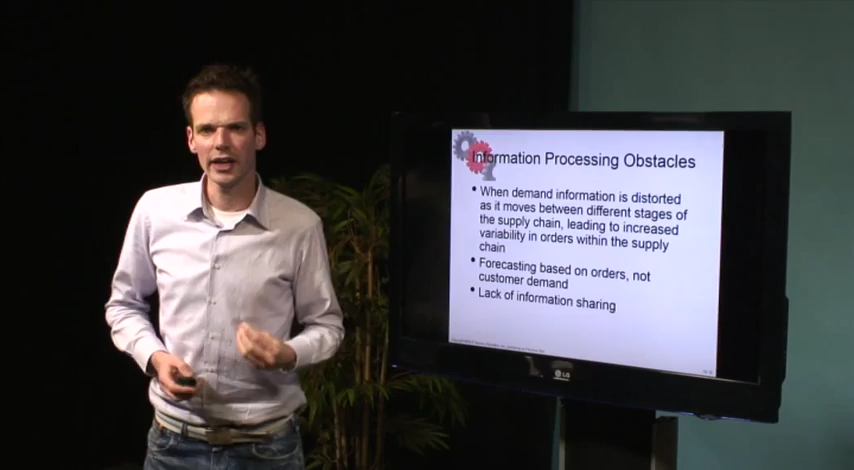 Information Processing Obstacles
• When demand information is distorted
as it moves between different stages of
the supply chain, leading to increased
variability in orders within the supply
chain
• Forecasting based on orders, not
customer demand
• Lack of information sharing
LG